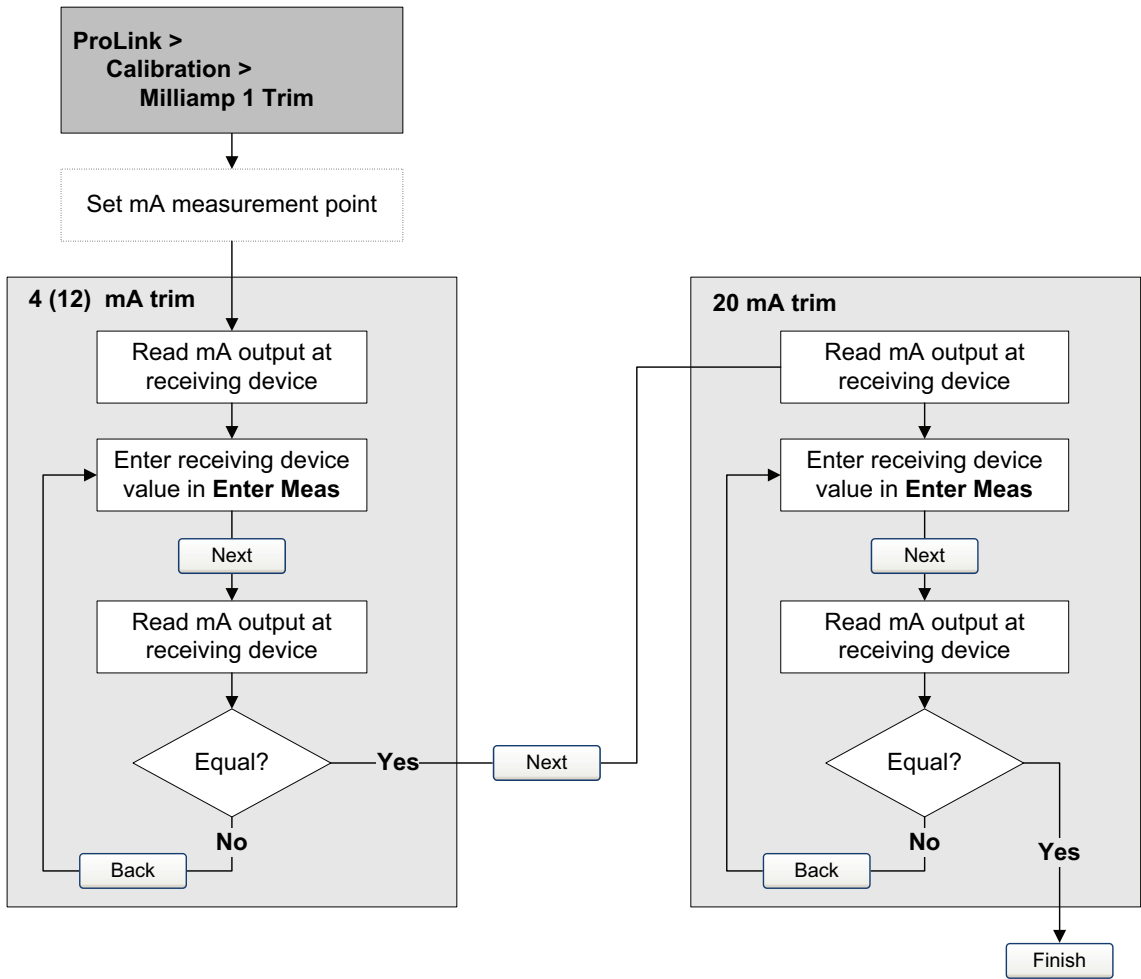 ProLink >
Calibration >
Milliamp 1 Trim
Set mA measurement point
4 (12) mA trim
Read mA output at
receiving device
Enter receiving device
value in Enter Meas
Next
Read mA output at
receiving device
Equal?
Yes
Next
No
Back
20 mA trim
Read mA output at
receiving device
Enter receiving device
value in Enter Meas
Next
Read mA output at
receiving device
Equal?
No
Back
Yes
Finish